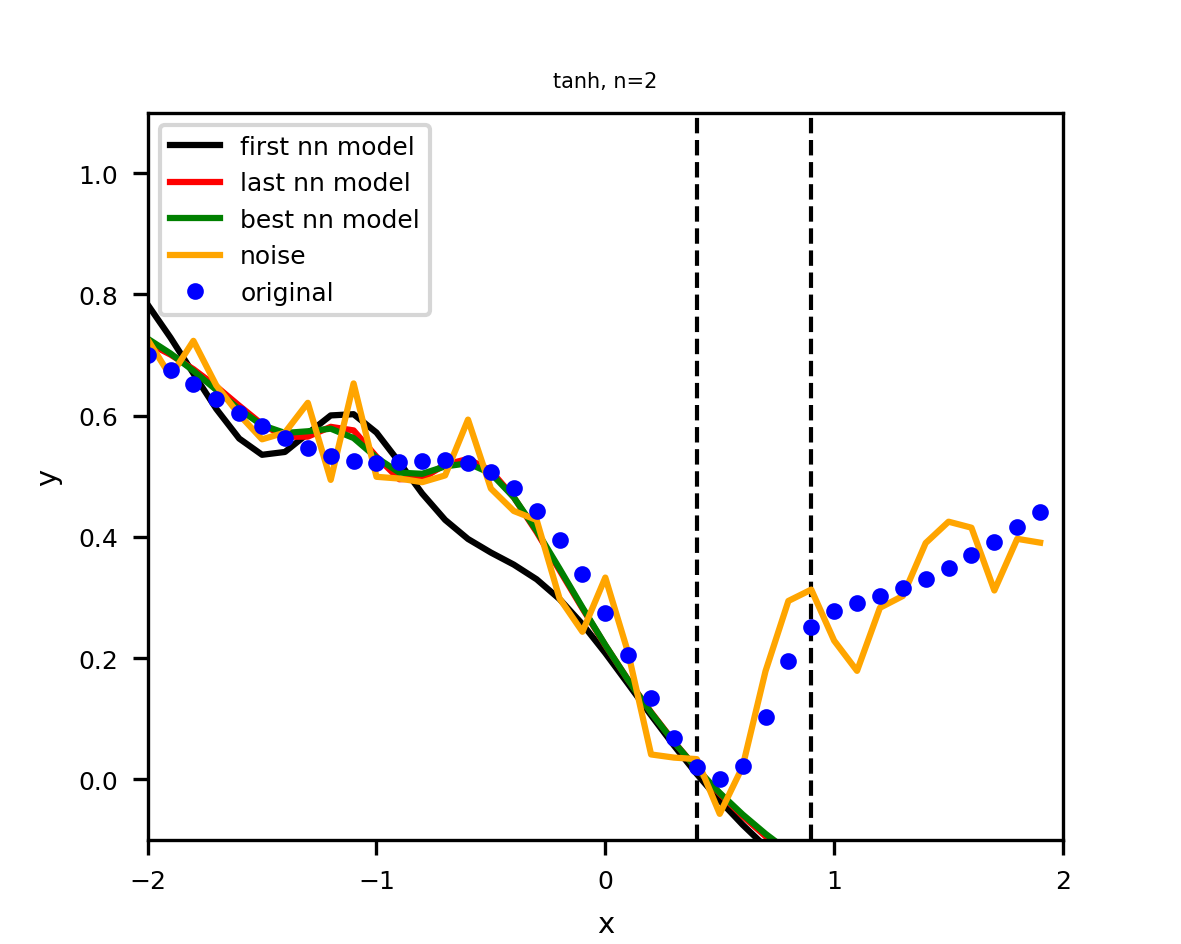 tanh, n=2
first nn model
last nn model
best nn model
noise
original
1.0
0.8
0.6
0.4
0.2
0.0
y
−2
−1
0
1
2
x